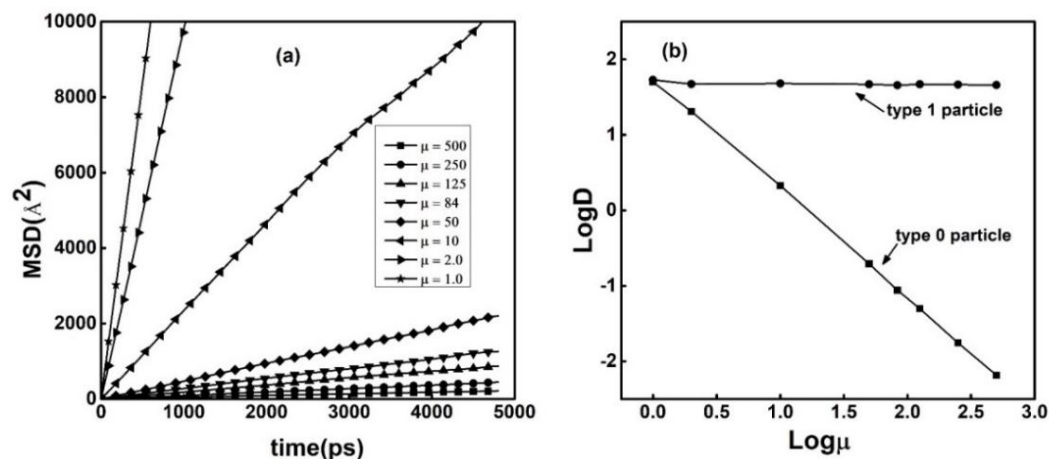 (a)
MSD(Å2)
10000
8000
6000
4000
2000
0
μ = 500
μ = 250
μ = 125
μ = 84
μ = 50
μ = 10
μ = 2.0
μ = 1.0
0 1000 2000 3000 4000 5000
time(ps)
(b)
LogD
2
1
0
-1
-2
type 1 particle
type 0 particle
0.0 0.5 1.0 1.5 2.0 2.5 3.0
Logμ